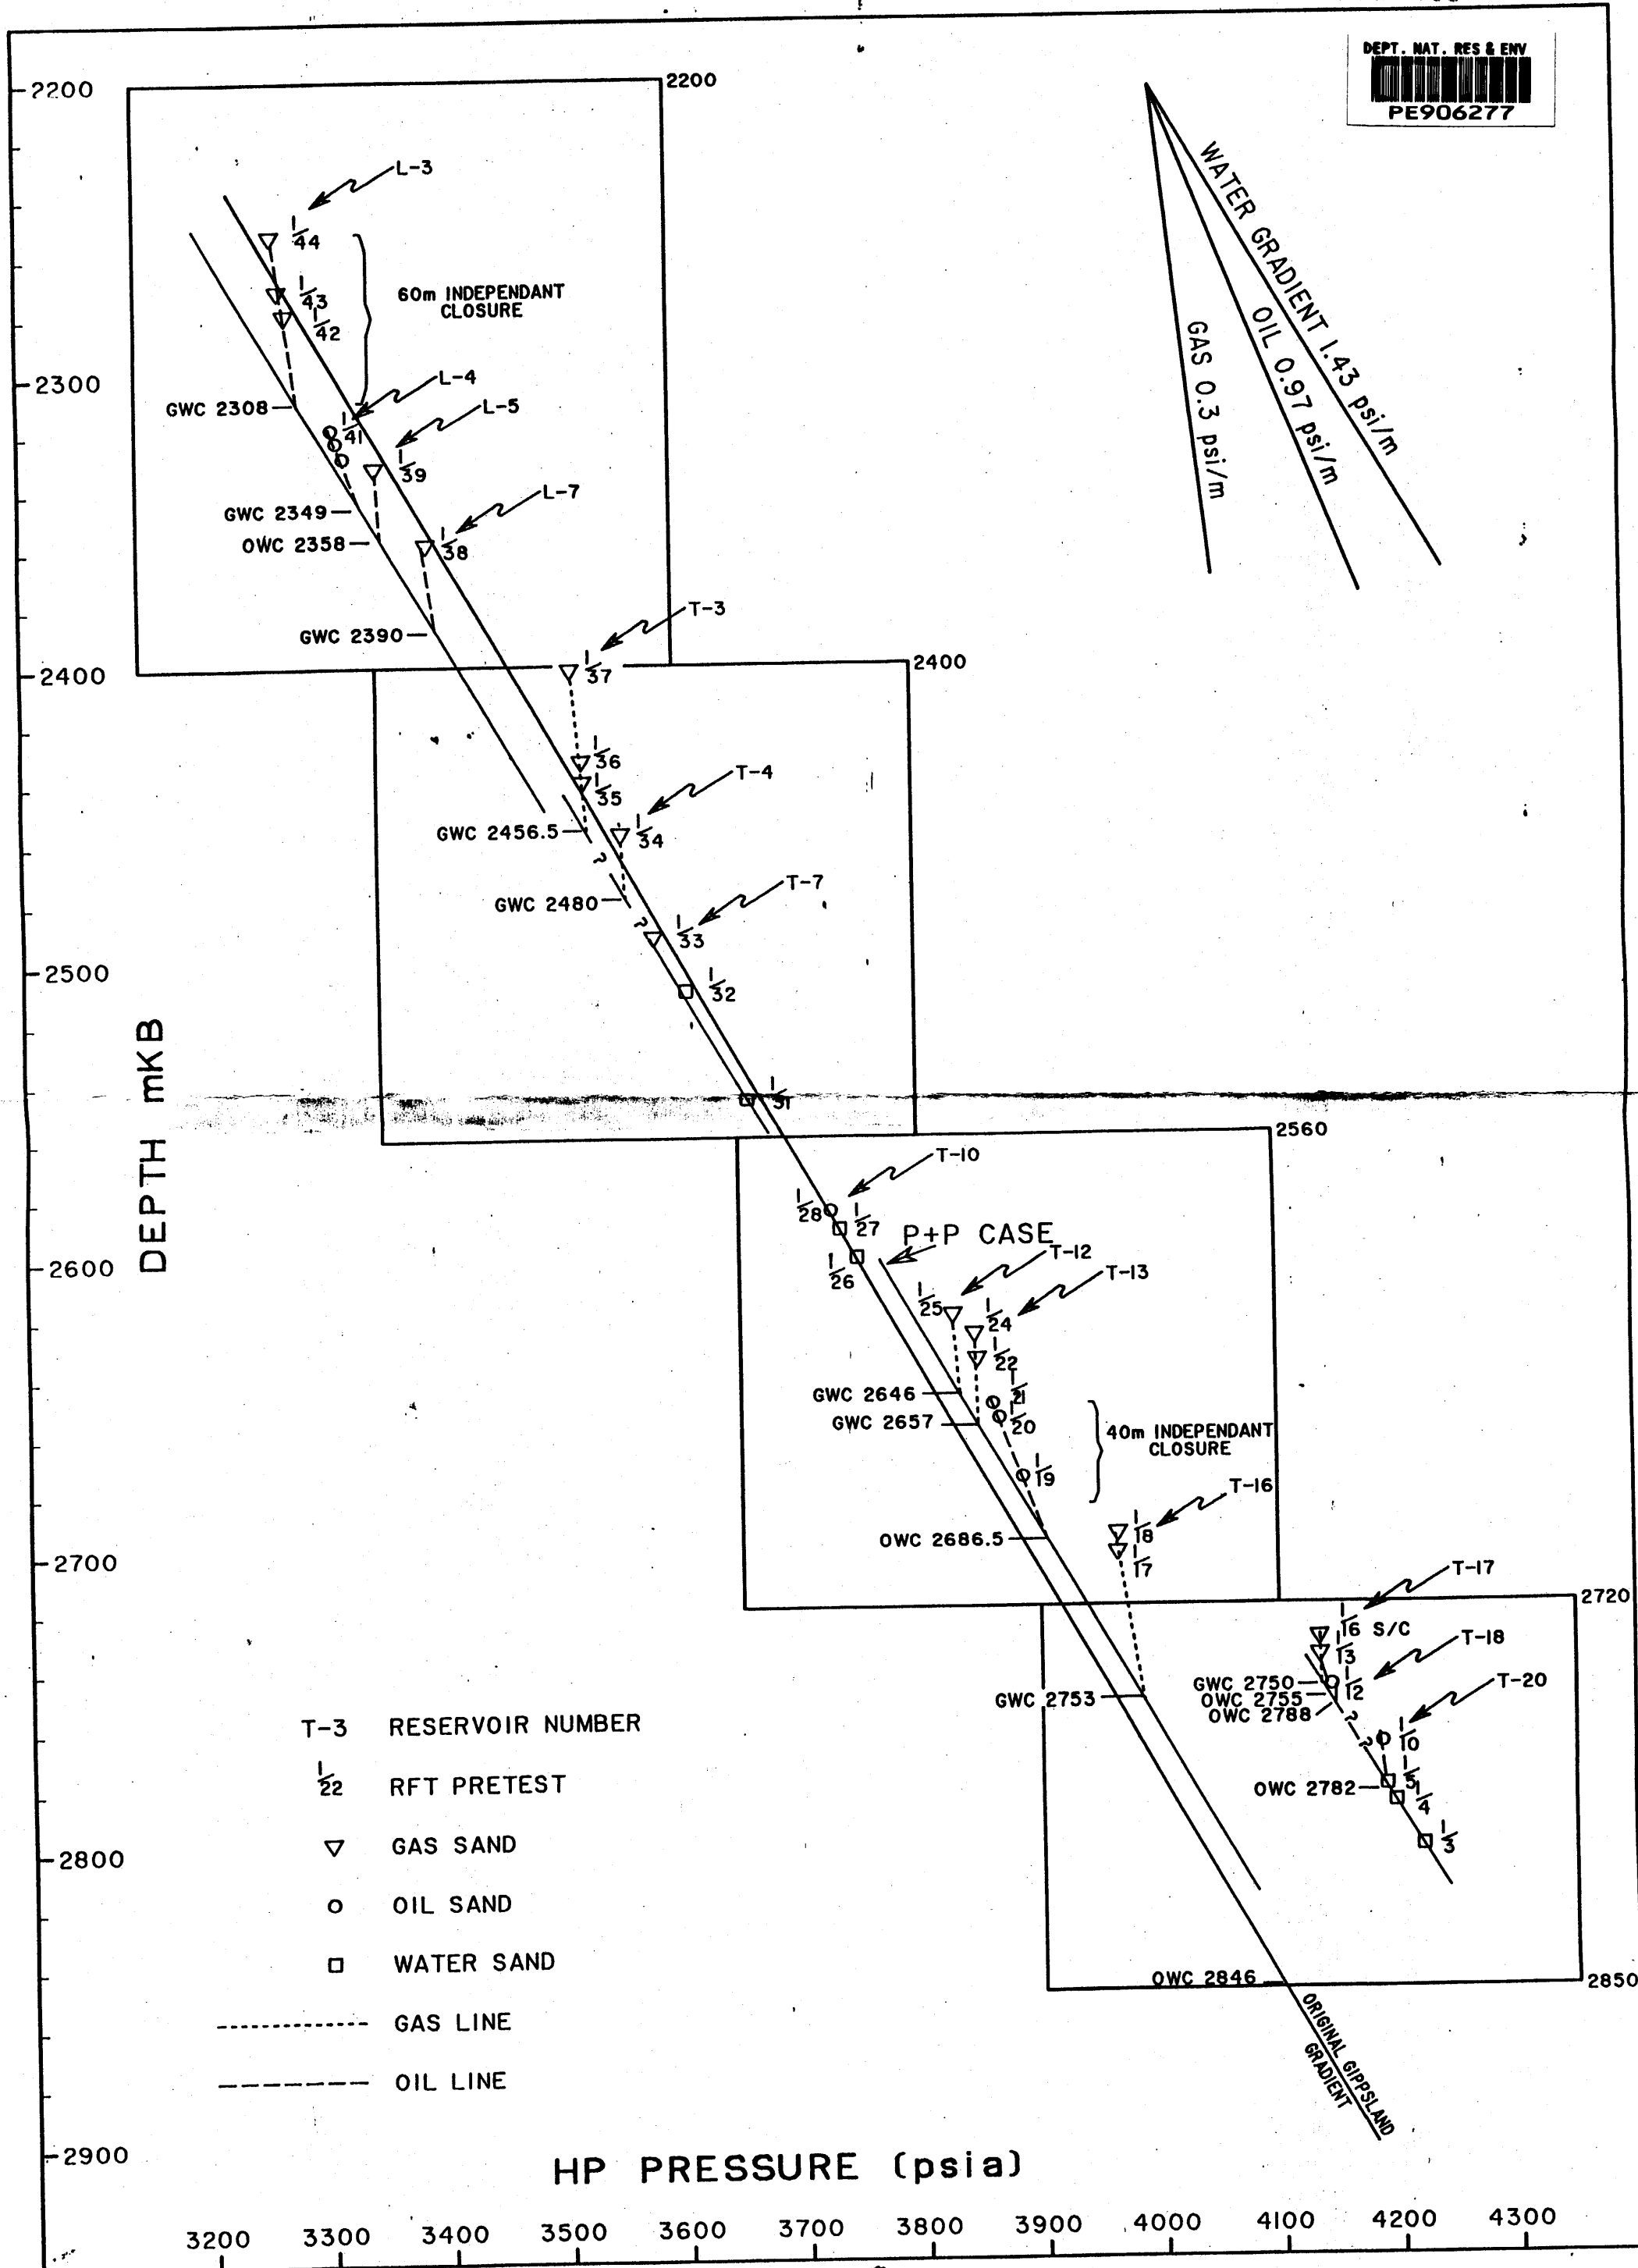 DEPT. NAT. RES & ENV
PE906277
2200
2200
L-3
1/44
1/43
1/42
60m INDEPENDANT
CLOSURE
WATER GRADIENT 1.43 psi/m
OIL 0.97 psi/m
GAS 0.3 psi/m
2300
L-4
GWC 2308
1/41
L-5
1/39
L-7
GWC 2349
OWC 2358
1/38
GWC 2390
T-3
2400
2400
1/37
1/36
1/35
T-4
GWC 2456.5
1/34
?
T-7
GWC 2480
?
1/33
2500
1/32
DEPTH mKB
1/31
2560
T-10
1/28
1/27
P+P CASE
T-12
2600
1/26
T-13
1/25
1/24
1/22
GWC 2646
1/21
GWC 2657
1/20
40m INDEPENDANT
CLOSURE
1/19
T-16
OWC 2686.5
1/18
1/17
2700
T-17
2720
1/16 S/C
T-18
1/13
GWC 2750
1/12
T-20
OWC 2755
OWC 2788
GWC 2753
?
?
1/10
1/5
OWC 2782
1/4
1/3
T-3 RESERVOIR NUMBER
1/22 RFT PRETEST
GAS SAND
2800
OIL SAND
WATER SAND
OWC 2846
2850
GAS LINE
ORIGINAL GIPPSLAND
GRADIENT
OIL LINE
2900
HP PRESSURE (psia)
3200 3300 3400 3500 3600 3700 3800 3900 4000 4100 4200 4300